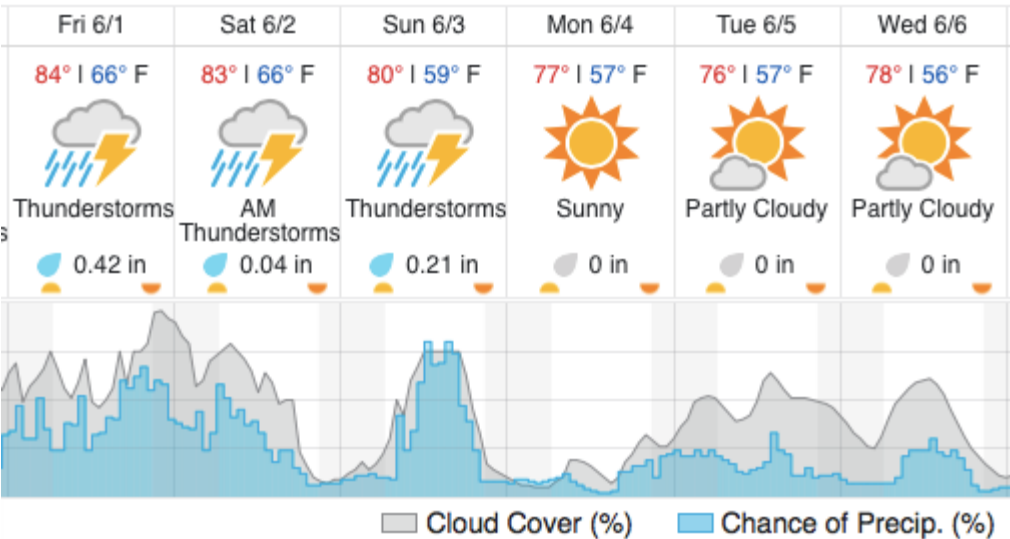 Fri 6/1 Sat 6/2 Sun 6/3 Mon 6/4 Tue 6/5 Wed 6/6
84° | 66° F 83° | 66° F 80° | 59° F 77° | 57° F 76° | 57° F 78° | 56° F
Thunderstorms AM Thunderstorms Sunny Partly Cloudy Partly Cloudy
s Thunderstorms
0.42 in 0.04 in 0.21 in 0 in 0 in 0 in
Cloud Cover (%) Chance of Precip. (%)